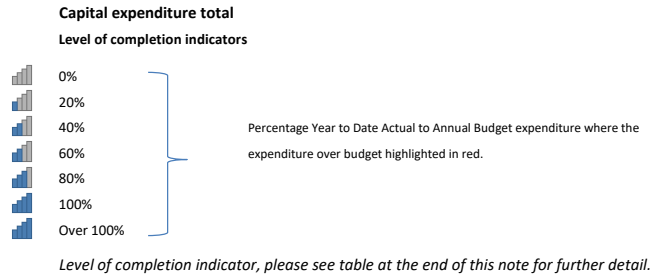 Capital expenditure total
Level of completion indicators
0%
20%
40%
60%
80%
100%
Over 100%
Percentage Year to Date Actual to Annual Budget expenditure where the
expenditure over budget highlighted in red.
Level of completion indicator, please see table at the end of this note for further detail.